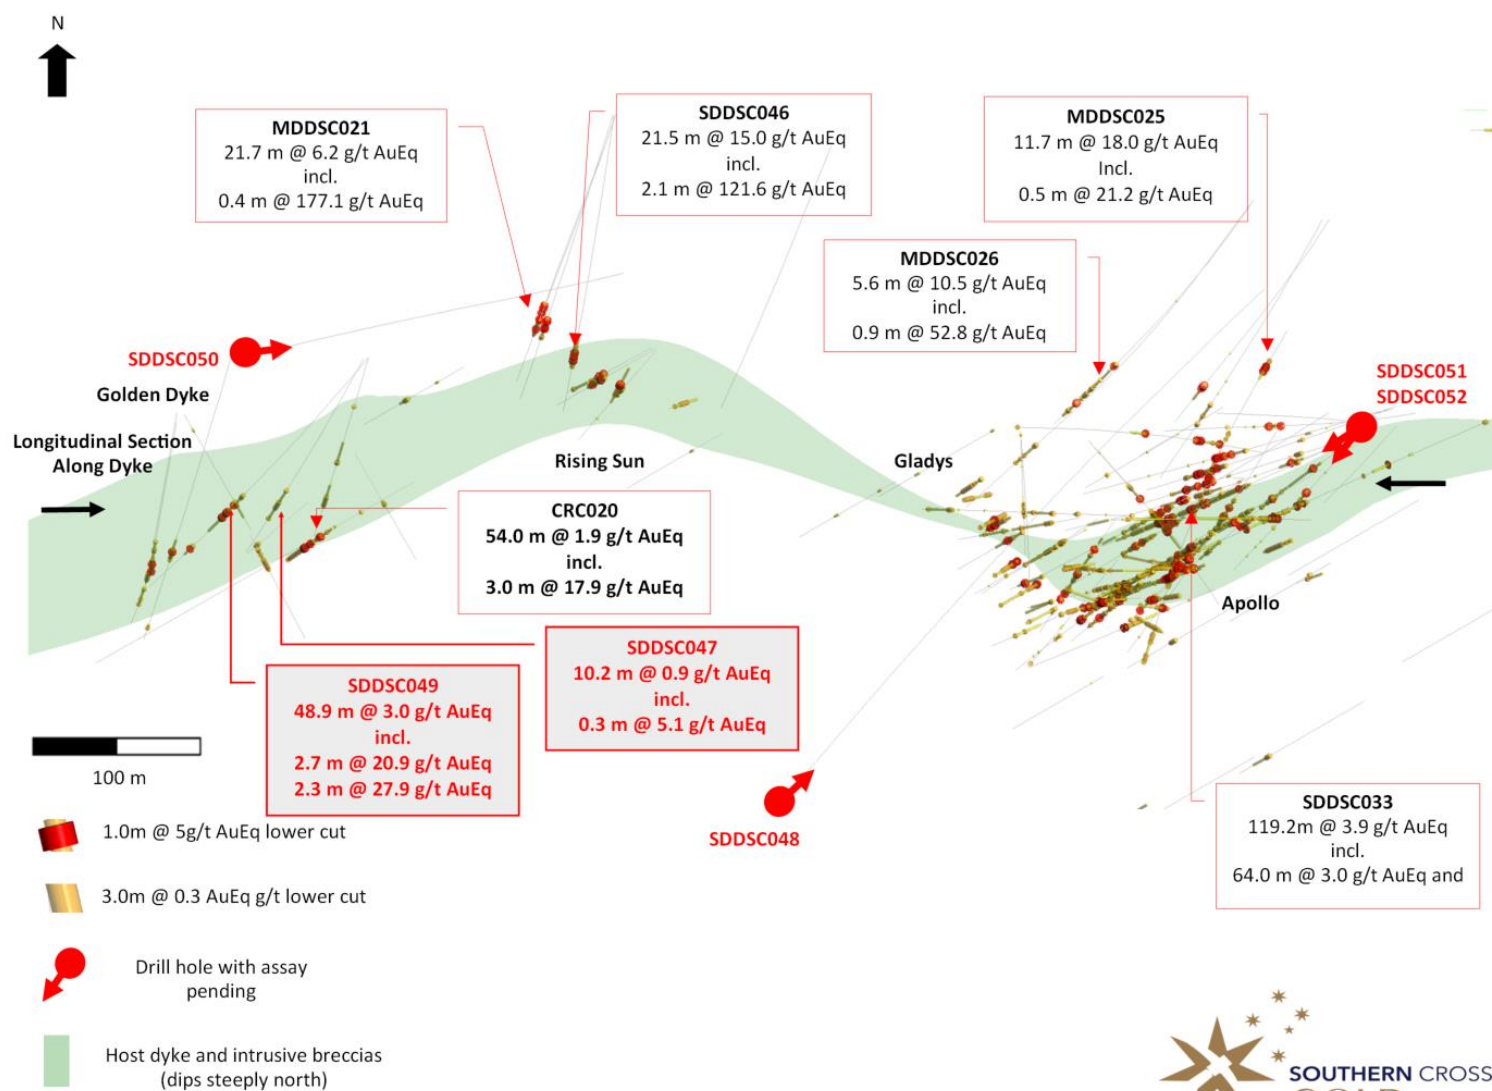 N
MDDSC021
21.7 m @ 6.2 g/t AuEq
incl.
0.4 m @ 177.1 g/t AuEq
SDDSC046
21.5 m @ 15.0 g/t AuEq
incl.
2.1 m @ 121.6 g/t AuEq
MDDSC025
11.7 m @ 18.0 g/t AuEq
Incl.
0.5 m @ 21.2 g/t AuEq
MDDSC026
5.6 m @ 10.5 g/t AuEq
incl.
0.9 m @ 52.8 g/t AuEq
SDDSC050
Golden Dyke
Longitudinal Section
Along Dyke
SDDSC051
SDDSC052
Rising Sun
Gladys
CRC020
54.0 m @ 1.9 g/t AuEq
incl.
3.0 m @ 17.9 g/t AuEq
Apollo
SDDSC047
10.2 m @ 0.9 g/t AuEq
incl.
0.3 m @ 5.1 g/t AuEq
SDDSC049
48.9 m @ 3.0 g/t AuEq
incl.
2.7 m @ 20.9 g/t AuEq
2.3 m @ 27.9 g/t AuEq
100 m
SDDSC048
SDDSC033
119.2m @ 3.9 g/t AuEq
incl.
64.0 m @ 3.0 g/t AuEq and
1.0m @ 5g/t AuEq lower cut
3.0m @ 0.3 AuEq g/t lower cut
Drill hole with assay
pending
Host dyke and intrusive breccias
(dips steeply north)
SOUTHERN CROSS